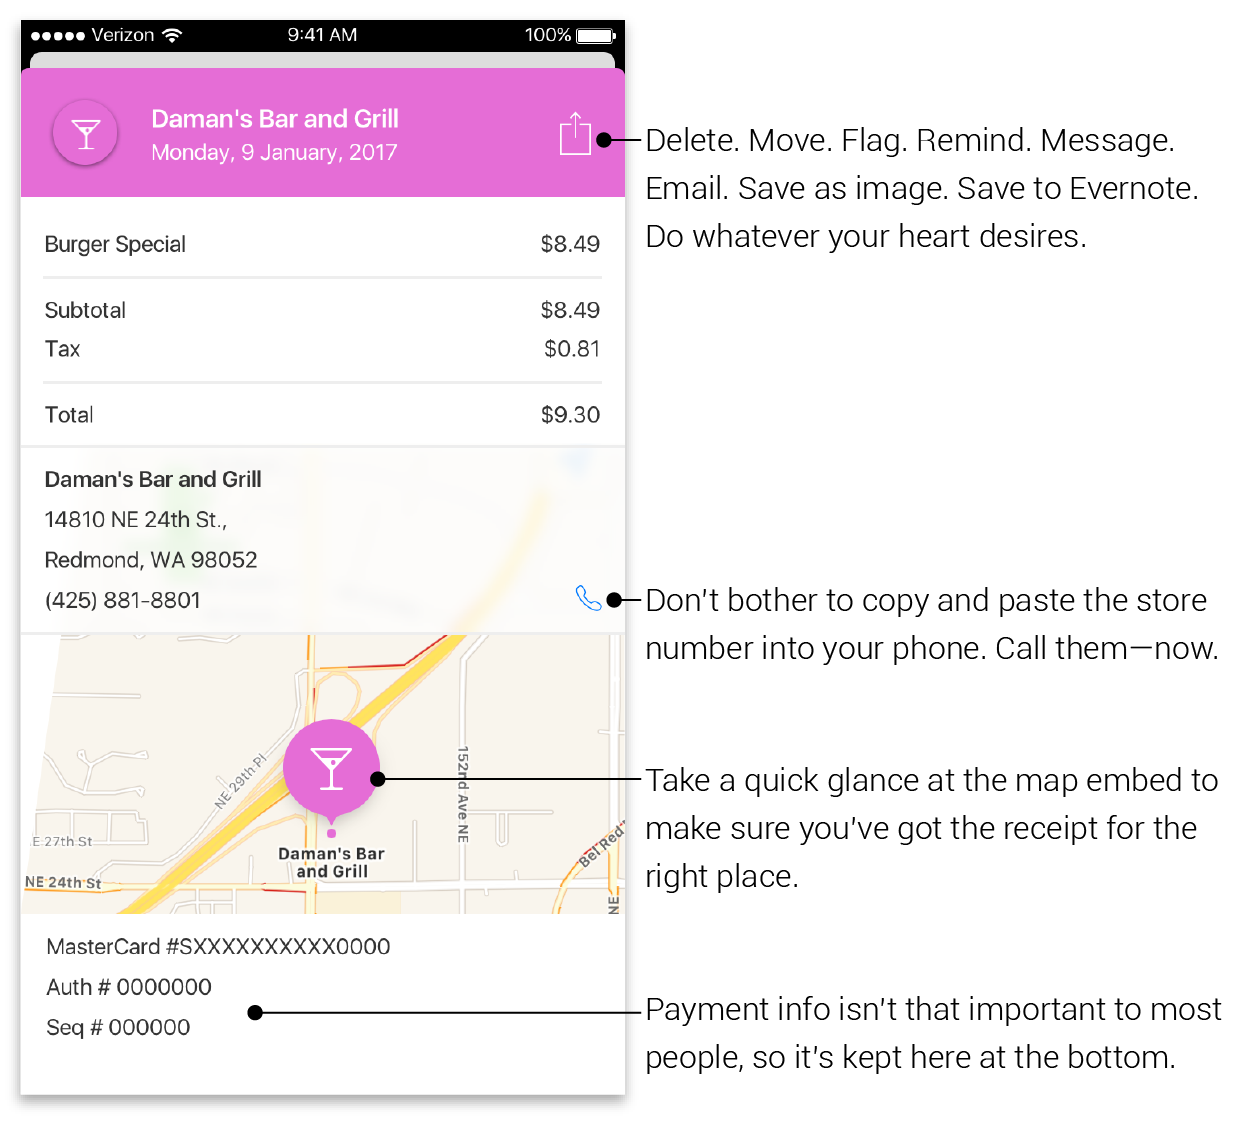 Verizon 9:41 AM 100%
Daman's Bar and Grill
Monday, 9 January, 2017
Delete. Move. Flag. Remind. Message.
Email. Save as image. Save to Evernote.
Do whatever your heart desires.
Burger Special $8.49
Subtotal $8.49
Tax $0.81
Total $9.30
Daman's Bar and Grill
14810 NE 24th St.,
Redmond, WA 98052
(425) 881-8801
Don't bother to copy and paste the store
number into your phone. Call them—now.
NE 29th Pl
152nd Ave NE
Take a quick glance at the map embed to
make sure you've got the receipt for the
right place.
E 27th St
Bel Red
Daman's Bar
and Grill
NE 24th St
NE
MasterCard #SXXXXXXXXXX0000
Auth # 0000000
Seq # 000000
Payment info isn't that important to most
people, so it's kept here at the bottom.